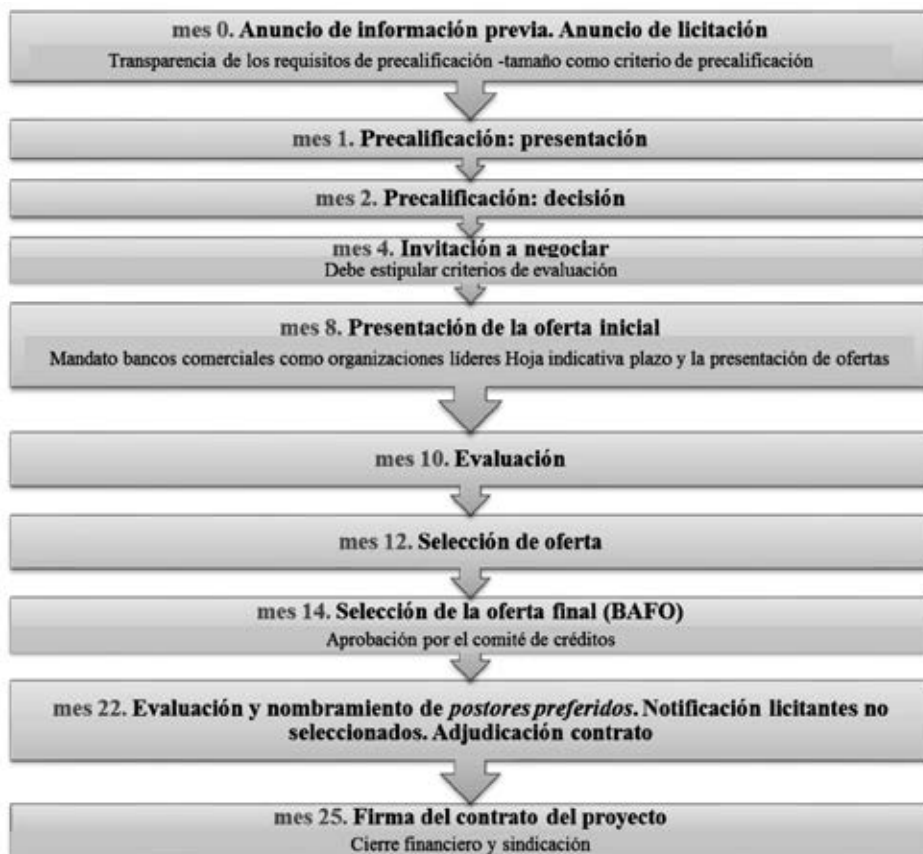 mes 0. Anuncio de información previa. Anuncio de licitación
Transparencia de los requisitos de precalificación -tamaño como criterio de precalificación
mes 1. Precalificación: presentación
mes 2. Precalificación: decisión
mes 4. Invitación a negociar
Debe estipular criterios de evaluación
mes 8. Presentación de la oferta inicial
Mandato bancos comerciales como organizaciones líderes Hoja indicativa plazo y la presentación de ofertas
mes 10. Evaluación
mes 12. Selección de oferta
mes 14. Selección de la oferta final (BAFO)
Aprobación por el comité de créditos
mes 22. Evaluación y nombramiento de postores preferidos. Notificación licitantes no
seleccionados. Adjudicación contrato
mes 25. Firma del contrato del proyecto
Cierre financiero y sindicación